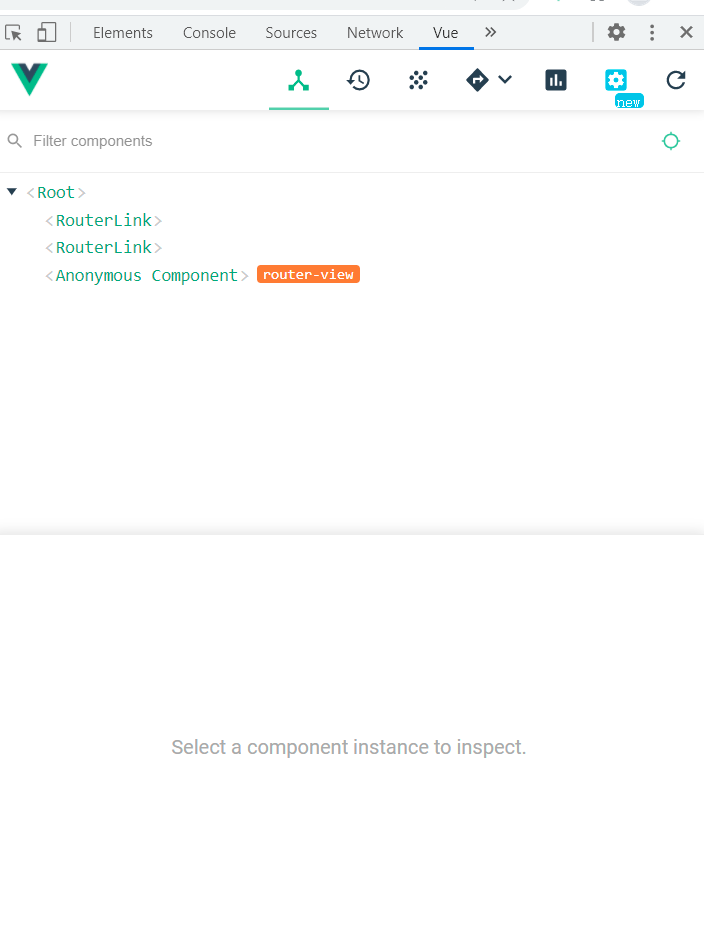 Elements Console Sources Network Vue
new
Filter components
<Root>
<RouterLink>
<RouterLink>
<Anonymous Component> router-view
Select a component instance to inspect.